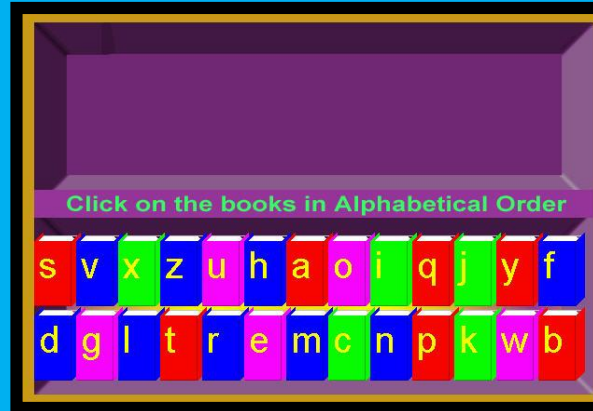 Click on the books in Alphabetical Order
s v x z u h a o i q j y f
d g l t r e m c n p k w b